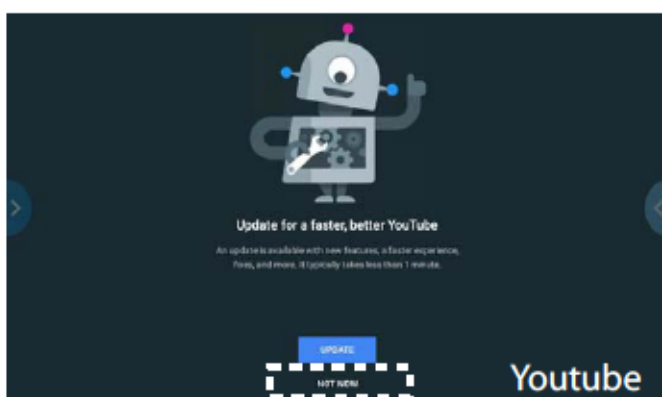 Update for a faster, better YouTube
An update is available with new features, a faster experience,
fixes, and more. It typically takes less than 1 minute.
UPDATE
NOT NOW
Youtube